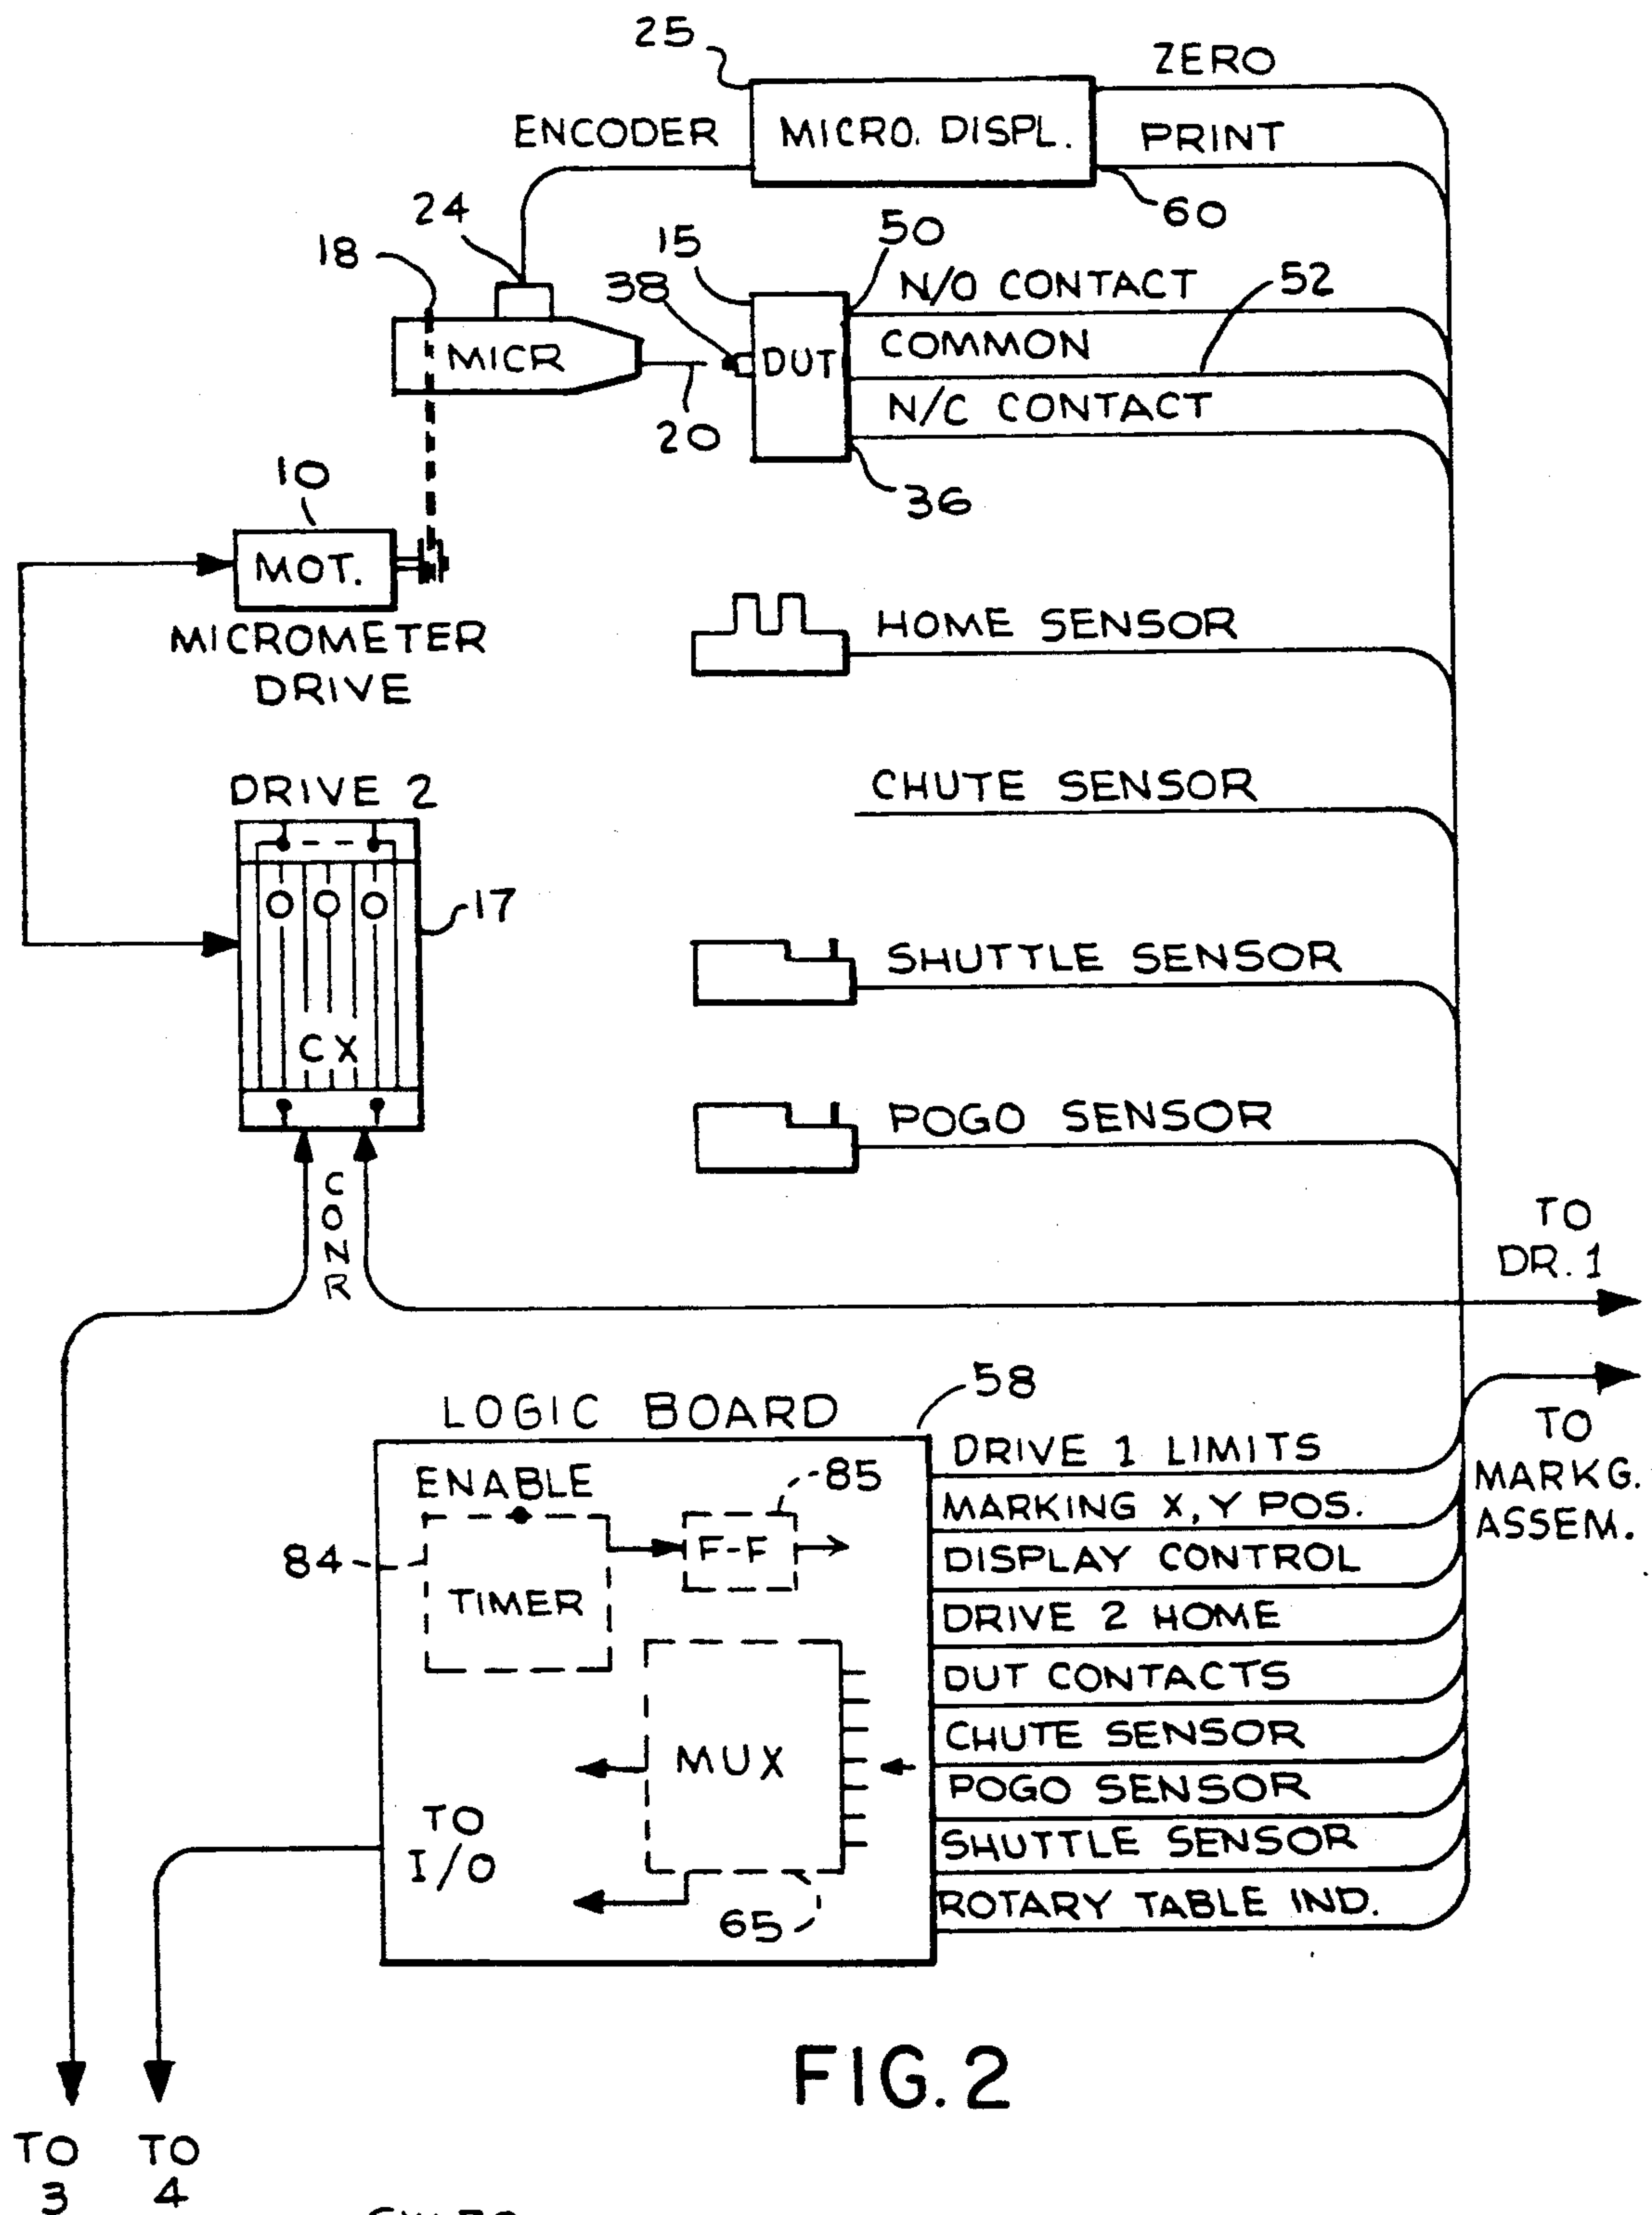 25
ZERO
ENCODER
MICRO. DISPL.
PRINT
60
24
18
15
50
38
N/O CONTACT
52
MICR
DUT
COMMON
20
N/C CONTACT
36
10
MOT.
MICROMETER
DRIVE
HOME SENSOR
DRIVE 2
CHUTE SENSOR
17
CX
SHUTTLE SENSOR
POGO SENSOR
CONR
TO
DR. 1
LOGIC BOARD
58
TO
MARKG.
ASSEM.
ENABLE
85
84
TIMER
F-F
MUX
TO
I/O
65
DRIVE 1 LIMITS
MARKING X, Y POS.
DISPLAY CONTROL
DRIVE 2 HOME
DUT CONTACTS
CHUTE SENSOR
POGO SENSOR
SHUTTLE SENSOR
ROTARY TABLE IND.
FIG. 2
TO
3
TO
4